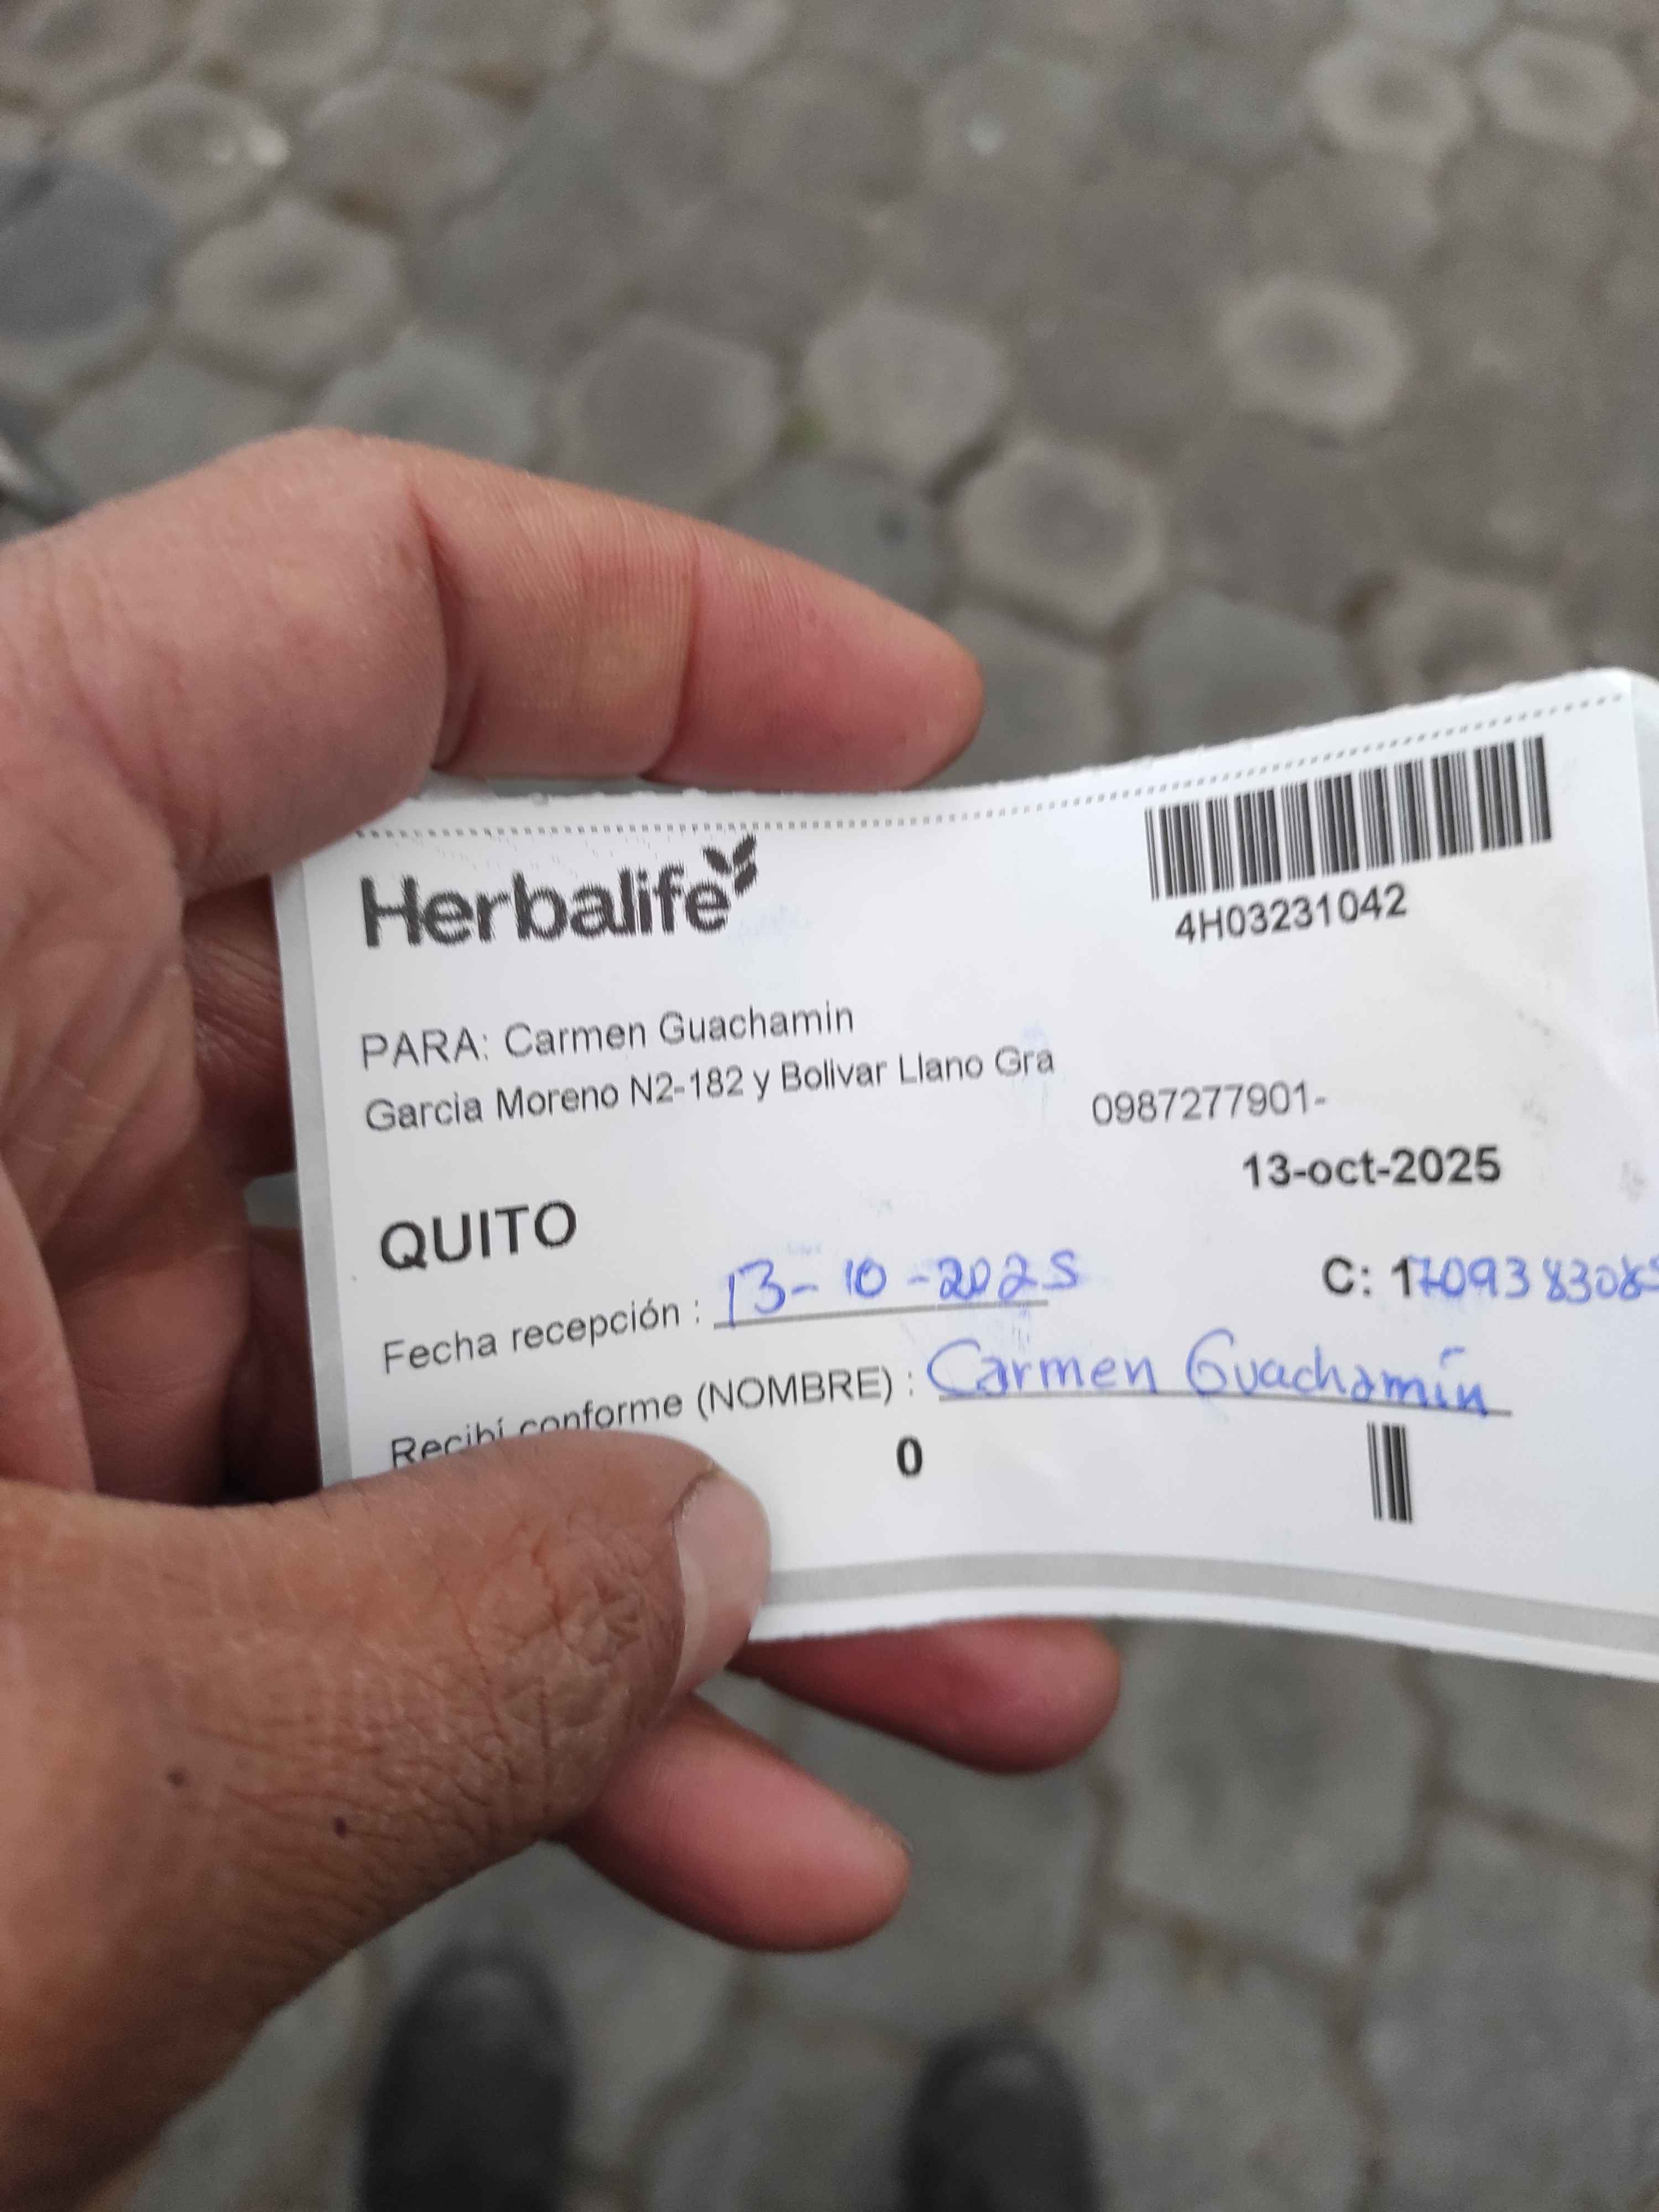 Herbalife
4H03231042
PARA: Carmen Guachamin
Garcia Moreno N2-182 y Bolivar Llano Gra
0987277901-
13-oct-2025
QUITO
Fecha recepción : 13-10-2025
C: 1709383085
Recibí conforme (NOMBRE) : Carmen Guachamín
0